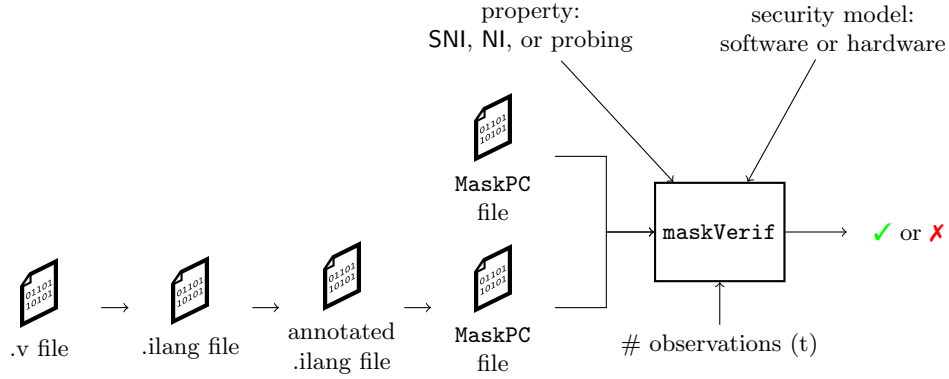 property:
SNI, NI, or probing
security model:
software or hardware
01101
10101
MaskPC
file
maskVerif
✓ or ✗
01101
10101
.v file
01101
10101
.ilang file
01101
10101
annotated
.ilang file
01101
10101
MaskPC
file
# observations (t)